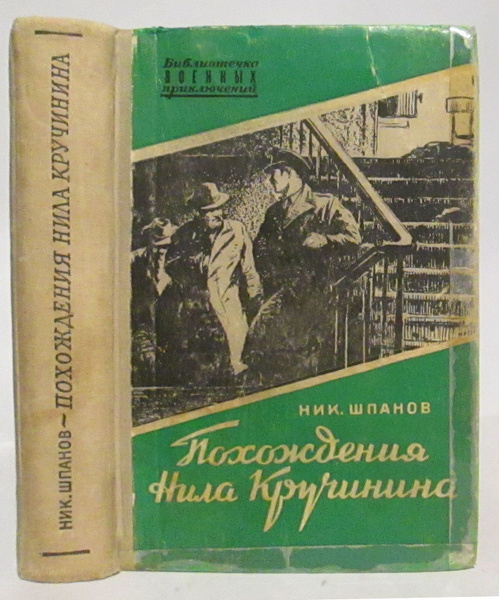 НИК. ШПАНОВ ~ ПОХОЖДЕНИЯ НИЛА КРУЧИНИНА
Библиотечка
ВОЕННЫХ
приключений
НИК. ШПАНОВ
Похождения
Нила Кручинина